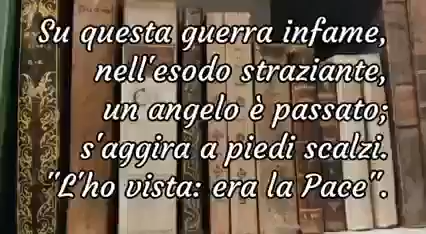 Su questa guerra infame,
nell'esodo straziante,
un angelo è passato;
s'aggira a piedi scalzi.
"L'ho vista: era la Pace".